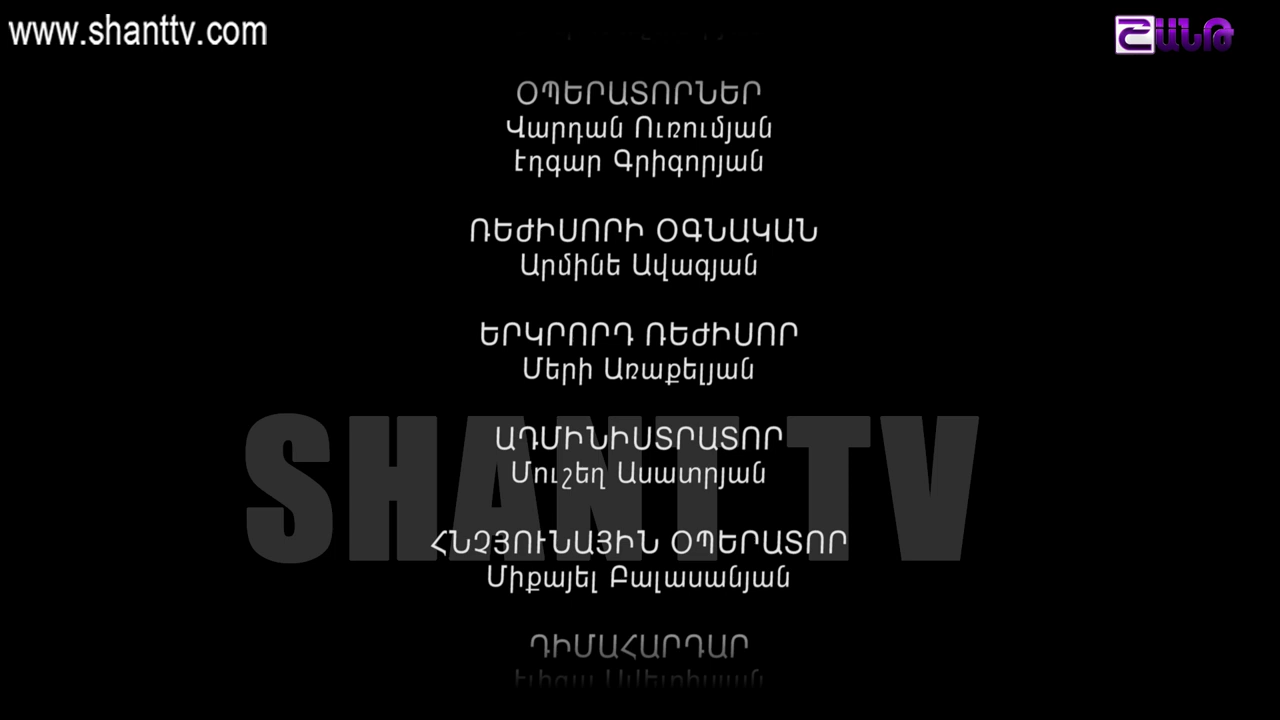 www.shanttv.com
ՇԱՆԹ
ՕՊԵՐԱՏՈՐՆԵՐ
Վարդան Ուռումյան
Էդգար Գրիգորյան
ՌԵԺԻՍՈՐԻ ՕԳՆԱԿԱՆ
Արմինե Ավագյան
ԵՐԿՐՈՐԴ ՌԵԺԻՍՈՐ
Մերի Առաքելյան
ԱԴՄԻՆԻՍՏՐԱՏՈՐ
Մուշեղ Ասատրյան
SHANT TV
ՀՆՉՅՈՒՆԱՅԻՆ ՕՊԵՐԱՏՈՐ
Միքայել Բալասանյան
ԴԻՄԱՀԱՐԴԱՐ